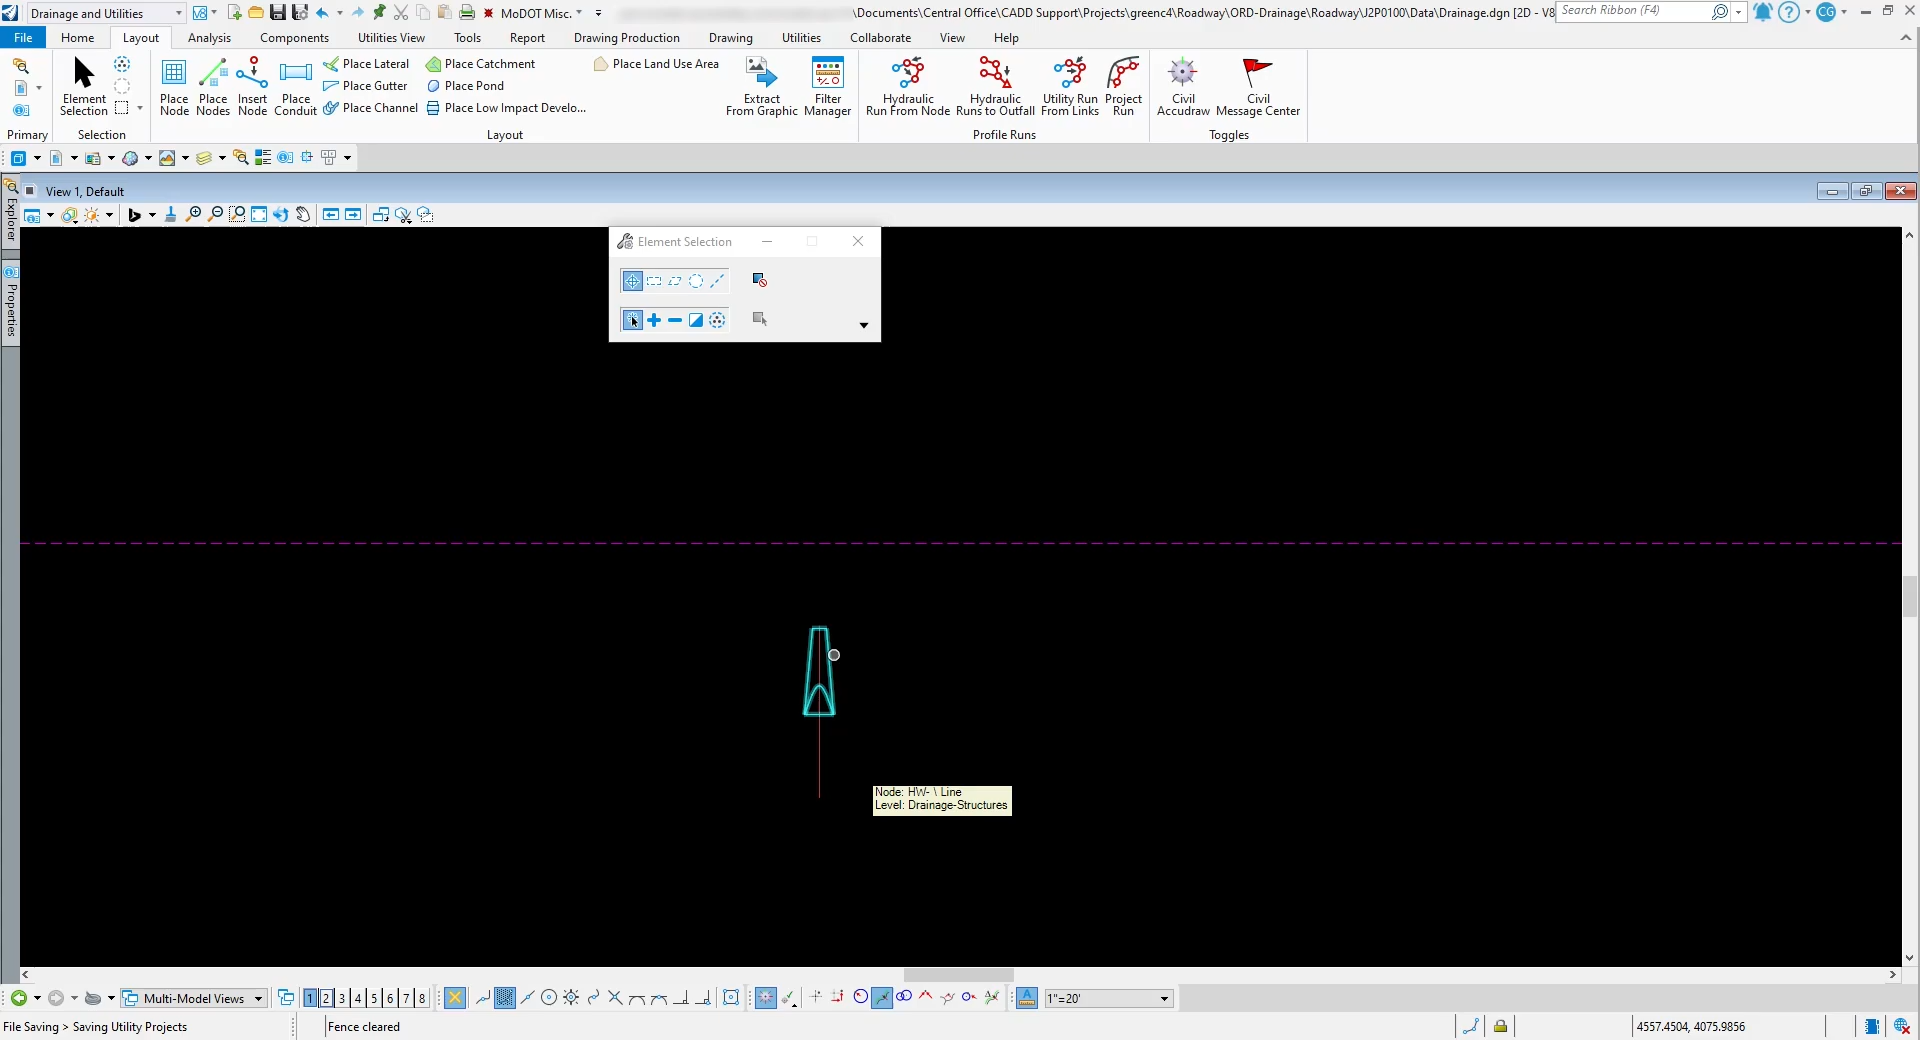 Drainage and Utilities
MoDOT Misc.
\Documents\Central Office\CADD Support\Projects\greenc4\Roadway\ORD-Drainage\Roadway\J2P0100\Data\Drainage.dgn [2D - V8
Search Ribbon (F4)
CG
File Home Layout Analysis Components Utilities View Tools Report Drawing Production Drawing Utilities Collaborate View Help
Element Selection
Place Node
Place Nodes
Insert Node
Place Conduit
Place Lateral
Place Gutter
Place Channel
Place Catchment
Place Pond
Place Low Impact Develo...
Place Land Use Area
Extract From Graphic
Filter Manager
Hydraulic Run From Node
Hydraulic Runs to Outfall
Utility Run From Links
Project Run
Civil Accudraw
Civil Message Center
Primary Selection Layout Profile Runs Toggles
View 1, Default
Explorer
Properties
Element Selection
Node: HW- \ Line
Level: Drainage-Structures
Multi-Model Views
1 2 3 4 5 6 7 8
1"=20'
File Saving > Saving Utility Projects
Fence cleared
4557.4504, 4075.9856